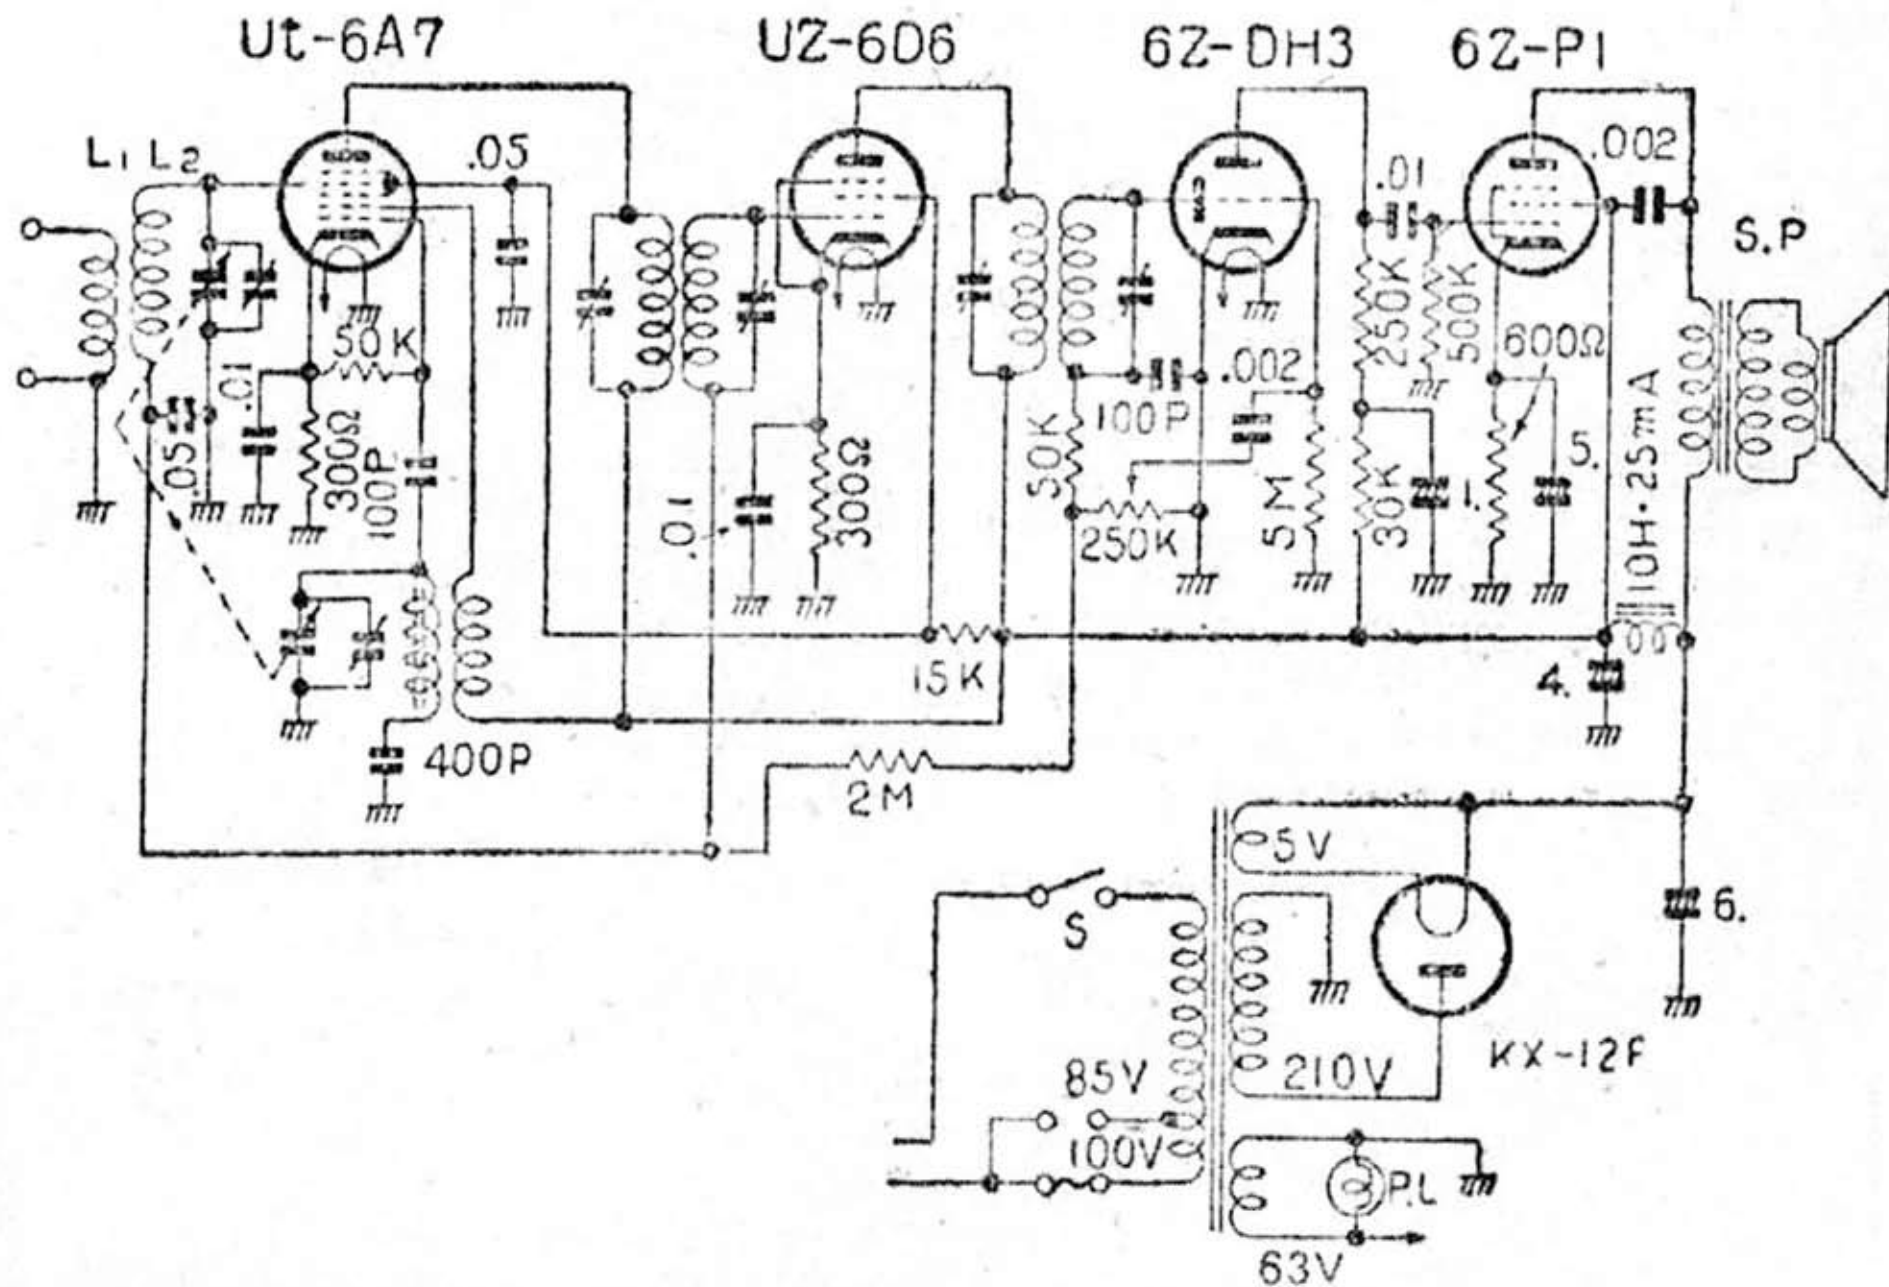 Ut-6A7
UZ-6D6
6Z-DH3
6Z-P1
L1 L2
.05
.01
.002
S.P
50K
.01
.05
300Ω
100P
.01
300Ω
50K
100P
.002
250K
5M
250K
500K
30K
1.
600Ω
5.
10H·25mA
15K
4.
400P
2M
5V
6.
S
KX-12F
210V
85V
100V
P.L
63V